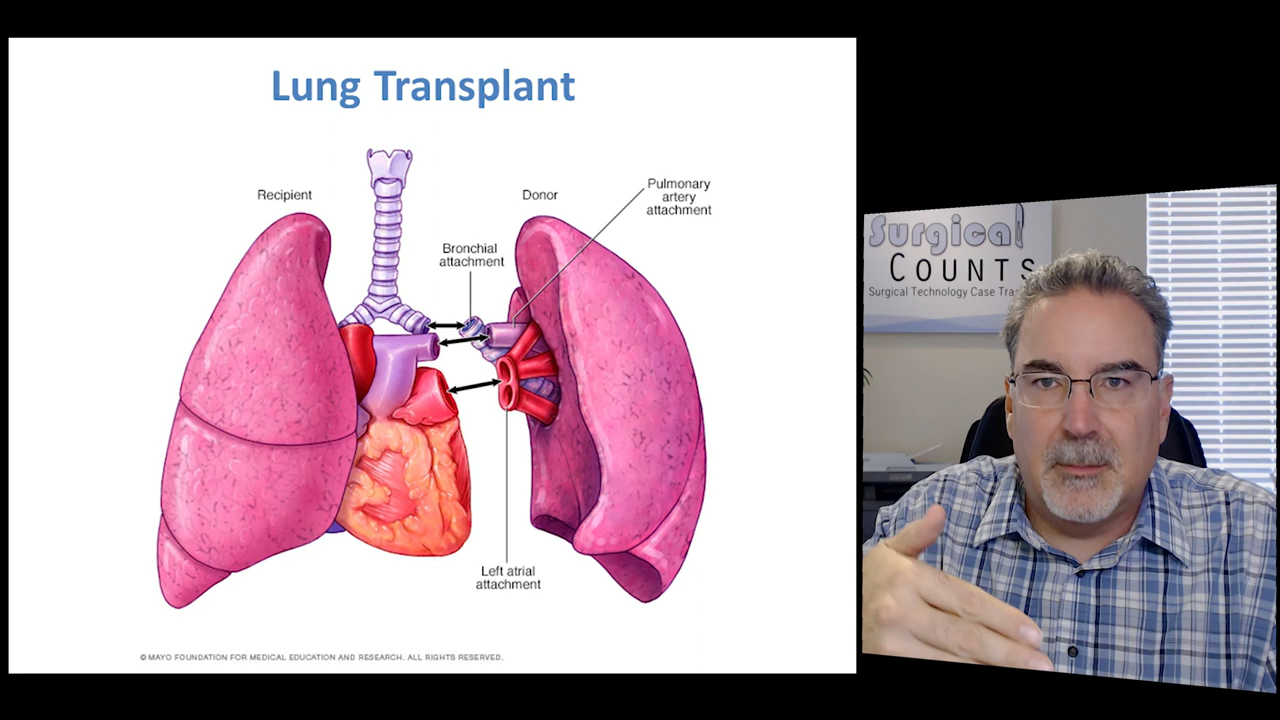 Lung Transplant
Recipient
Donor
Pulmonary
artery
attachment
Bronchial
attachment
Left atrial
attachment
© MAYO FOUNDATION FOR MEDICAL EDUCATION AND RESEARCH. ALL RIGHTS RESERVED.
Surgical
COUNTS
Surgical Technology Case